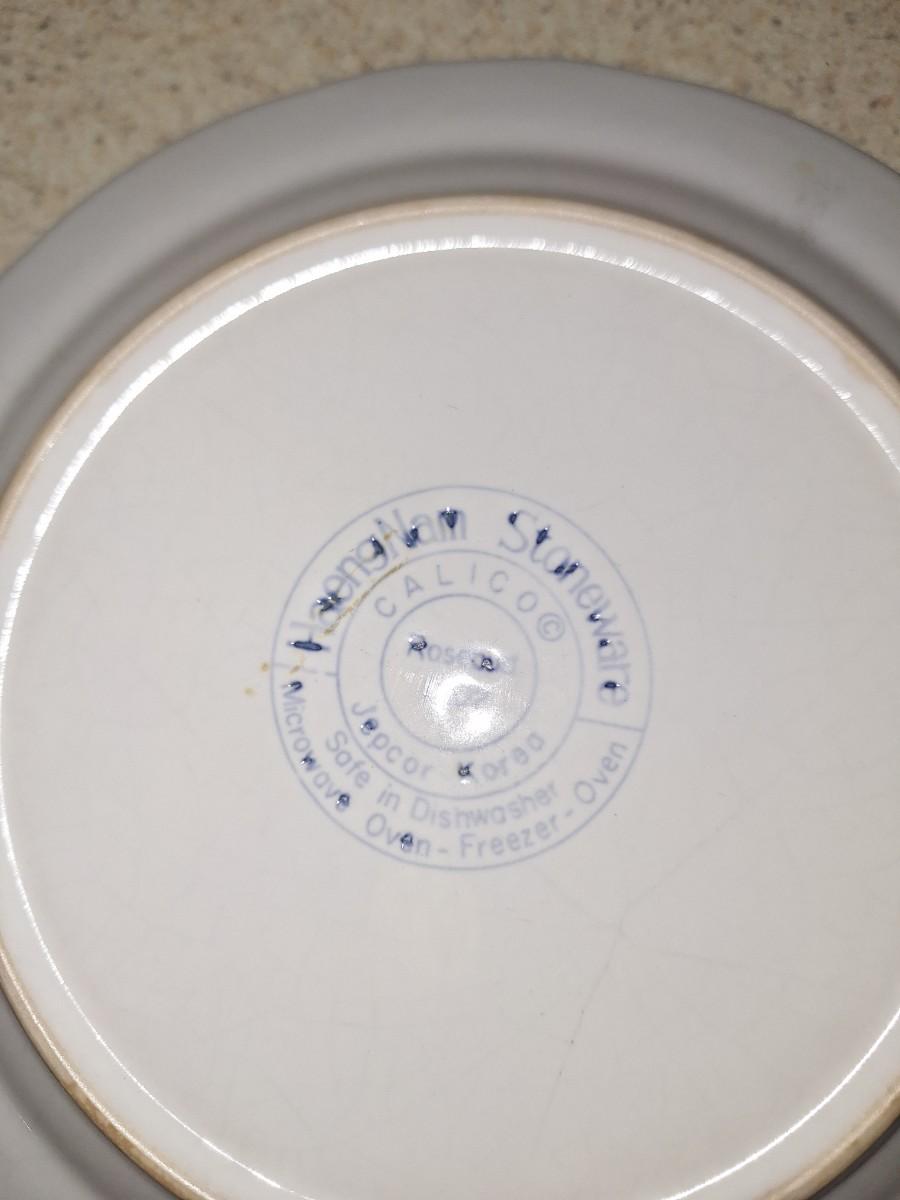 HaengNam Stoneware
CALICO©
Jepcor Korea
Safe in Dishwasher
Microwave Oven - Freezer - Oven